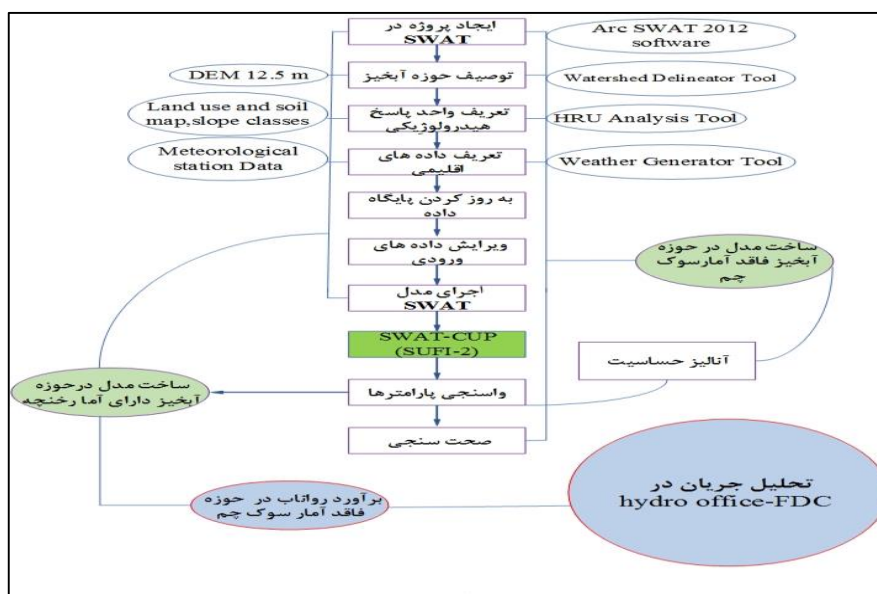 ایجاد پروژه در
SWAT
Arc SWAT 2012
software
DEM 12.5 m
توصیف حوزه آبخیز
Watershed Delineator Tool
Land use and soil
map,slope classes
تعریف واحد پاسخ
هیدرولوژیکی
HRU Analysis Tool
Meteorological
station Data
تعریف داده های
اقلیمی
Weather Generator Tool
به روز کردن پایگاه
داده
ویرایش داده های
ورودی
ساخت مدل در حوزه
آبخیز فاقد آمارسوک
چم
اجرای مدل
SWAT
SWAT-CUP
(SUFI-2)
آنالیز حساسیت
ساخت مدل درحوزه
آبخیز دارای آما رخنچه
واسنجی پارامترها
صحت سنجی
برآورد رواناب در حوزه
فاقد آمار سوک چم
تحلیل جریان در
hydro office-FDC